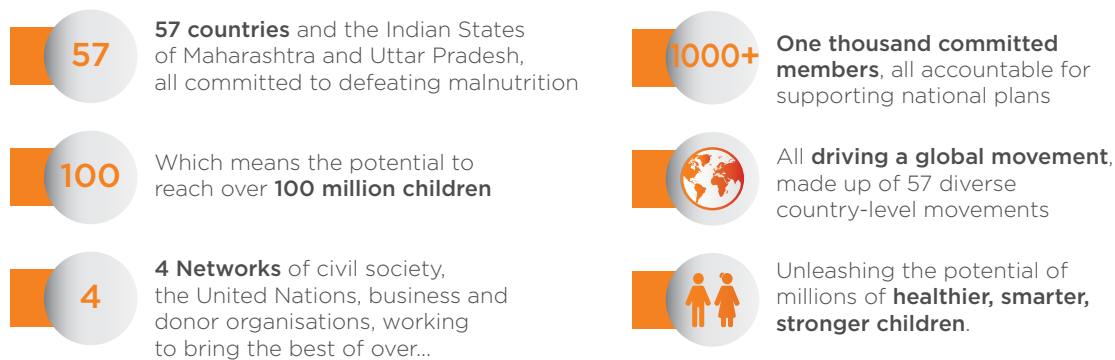 57
57 countries and the Indian States
of Maharashtra and Uttar Pradesh,
all committed to defeating malnutrition
100
Which means the potential to
reach over 100 million children
4
4 Networks of civil society,
the United Nations, business and
donor organisations, working
to bring the best of over...
1000+
One thousand committed
members, all accountable for
supporting national plans
All driving a global movement,
made up of 57 diverse
country-level movements
Unleashing the potential of
millions of healthier, smarter,
stronger children.